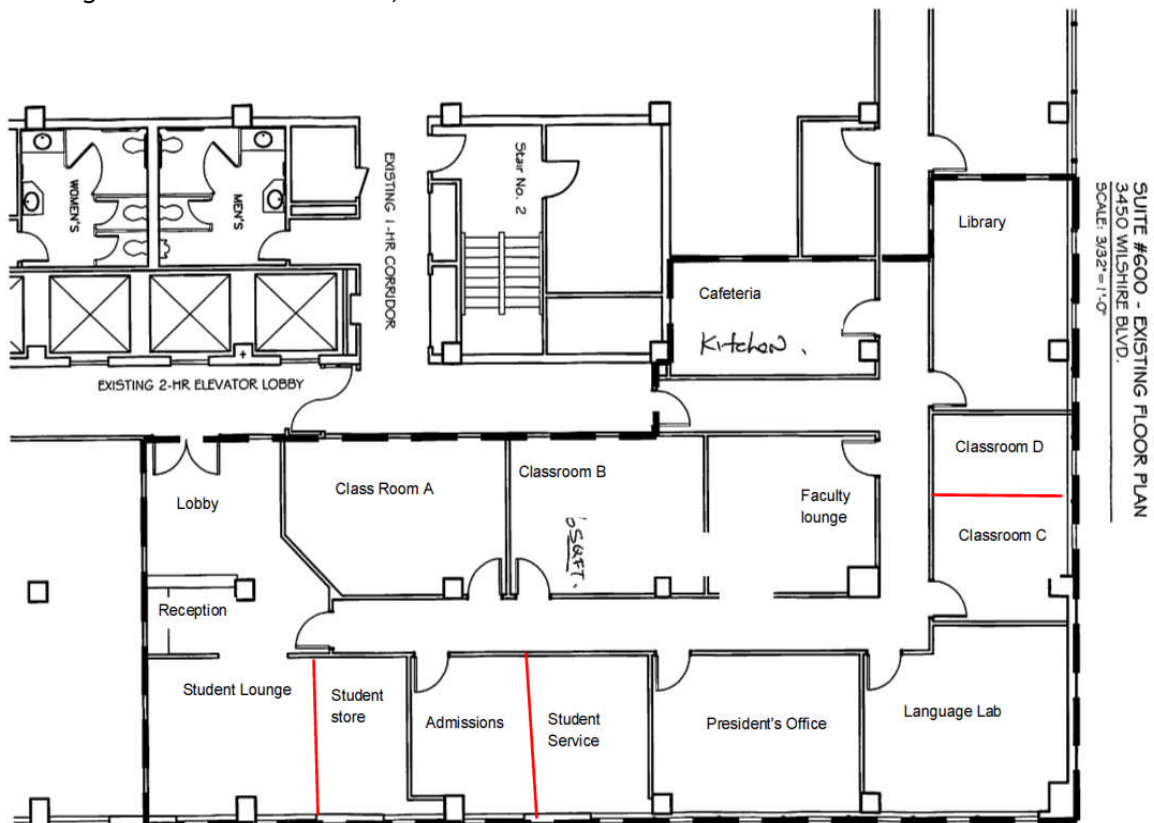 Stair No. 2
WOMEN'S
MEN'S
EXISTING 1-HR CORRIDOR
EXISTING 2-HR ELEVATOR LOBBY
SUITE #600 - EXISTING FLOOR PLAN
3450 WILSHIRE BLVD.
SCALE: 3/32"=1'-0"
Library
Cafeteria
Kitchen.
Classroom D
Classroom C
Lobby
Class Room A
Classroom B
SQFT.
Faculty
lounge
Reception
Student Lounge
Student
store
Admissions
Student
Service
President's Office
Language Lab